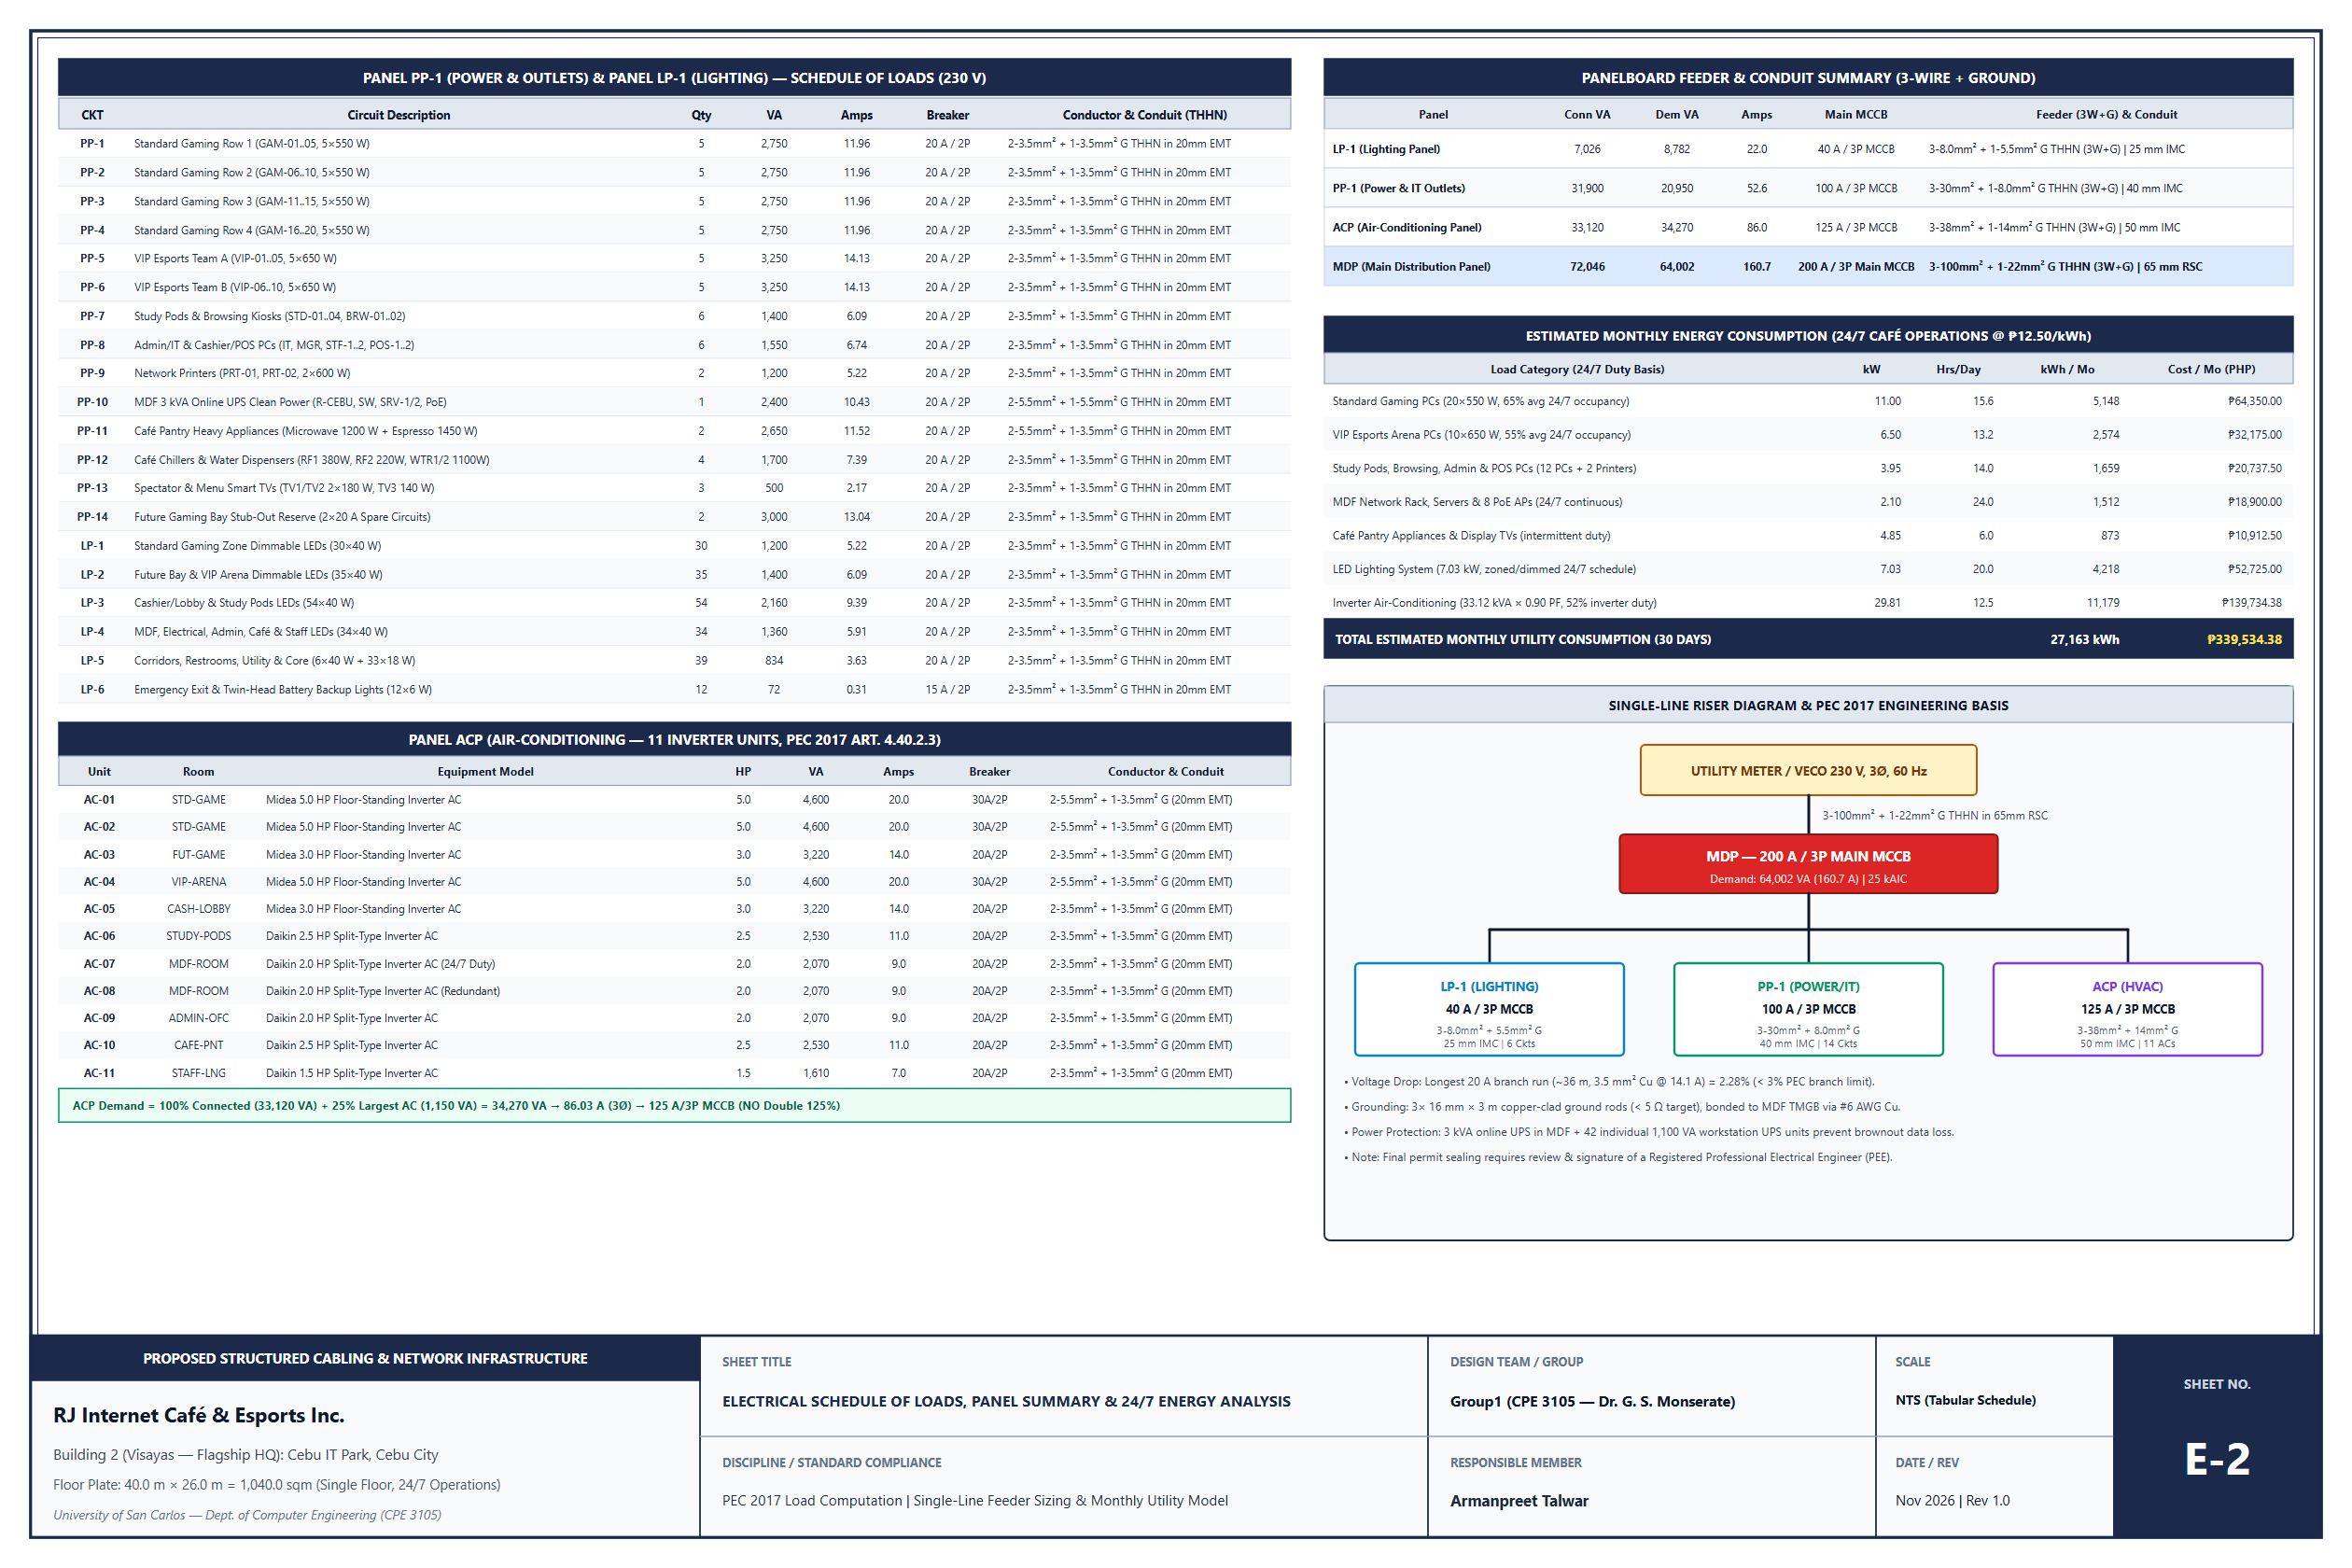 PANEL PP-1 (POWER & OUTLETS) & PANEL LP-1 (LIGHTING) — SCHEDULE OF LOADS (230 V)
CKT Circuit Description Qty VA Amps Breaker Conductor & Conduit (THHN)
PP-1 Standard Gaming Row 1 (GAM-01..05, 5×550 W) 5 2,750 11.96 20 A / 2P 2-3.5mm² + 1-3.5mm² G THHN in 20mm EMT
PP-2 Standard Gaming Row 2 (GAM-06..10, 5×550 W) 5 2,750 11.96 20 A / 2P 2-3.5mm² + 1-3.5mm² G THHN in 20mm EMT
PP-3 Standard Gaming Row 3 (GAM-11..15, 5×550 W) 5 2,750 11.96 20 A / 2P 2-3.5mm² + 1-3.5mm² G THHN in 20mm EMT
PP-4 Standard Gaming Row 4 (GAM-16..20, 5×550 W) 5 2,750 11.96 20 A / 2P 2-3.5mm² + 1-3.5mm² G THHN in 20mm EMT
PP-5 VIP Esports Team A (VIP-01..05, 5×650 W) 5 3,250 14.13 20 A / 2P 2-3.5mm² + 1-3.5mm² G THHN in 20mm EMT
PP-6 VIP Esports Team B (VIP-06..10, 5×650 W) 5 3,250 14.13 20 A / 2P 2-3.5mm² + 1-3.5mm² G THHN in 20mm EMT
PP-7 Study Pods & Browsing Kiosks (STD-01..04, BRW-01..02) 6 1,400 6.09 20 A / 2P 2-3.5mm² + 1-3.5mm² G THHN in 20mm EMT
PP-8 Admin/IT & Cashier/POS PCs (IT, MGR, STF-1..2, POS-1..2) 6 1,550 6.74 20 A / 2P 2-3.5mm² + 1-3.5mm² G THHN in 20mm EMT
PP-9 Network Printers (PRT-01, PRT-02, 2×600 W) 2 1,200 5.22 20 A / 2P 2-3.5mm² + 1-3.5mm² G THHN in 20mm EMT
PP-10 MDF 3 kVA Online UPS Clean Power (R-CEBU, SW, SRV-1/2, PoE) 1 2,400 10.43 20 A / 2P 2-5.5mm² + 1-5.5mm² G THHN in 20mm EMT
PP-11 Café Pantry Heavy Appliances (Microwave 1200 W + Espresso 1450 W) 2 2,650 11.52 20 A / 2P 2-5.5mm² + 1-3.5mm² G THHN in 20mm EMT
PP-12 Café Chillers & Water Dispensers (RF1 380W, RF2 220W, WTR1/2 1100W) 4 1,700 7.39 20 A / 2P 2-3.5mm² + 1-3.5mm² G THHN in 20mm EMT
PP-13 Spectator & Menu Smart TVs (TV1/TV2 2×180 W, TV3 140 W) 3 500 2.17 20 A / 2P 2-3.5mm² + 1-3.5mm² G THHN in 20mm EMT
PP-14 Future Gaming Bay Stub-Out Reserve (2×20 A Spare Circuits) 2 3,000 13.04 20 A / 2P 2-3.5mm² + 1-3.5mm² G THHN in 20mm EMT
LP-1 Standard Gaming Zone Dimmable LEDs (30×40 W) 30 1,200 5.22 20 A / 2P 2-3.5mm² + 1-3.5mm² G THHN in 20mm EMT
LP-2 Future Bay & VIP Arena Dimmable LEDs (35×40 W) 35 1,400 6.09 20 A / 2P 2-3.5mm² + 1-3.5mm² G THHN in 20mm EMT
LP-3 Cashier/Lobby & Study Pods LEDs (54×40 W) 54 2,160 9.39 20 A / 2P 2-3.5mm² + 1-3.5mm² G THHN in 20mm EMT
LP-4 MDF, Electrical, Admin, Café & Staff LEDs (34×40 W) 34 1,360 5.91 20 A / 2P 2-3.5mm² + 1-3.5mm² G THHN in 20mm EMT
LP-5 Corridors, Restrooms, Utility & Core (6×40 W + 33×18 W) 39 834 3.63 20 A / 2P 2-3.5mm² + 1-3.5mm² G THHN in 20mm EMT
LP-6 Emergency Exit & Twin-Head Battery Backup Lights (12×6 W) 12 72 0.31 15 A / 2P 2-3.5mm² + 1-3.5mm² G THHN in 20mm EMT
PANEL ACP (AIR-CONDITIONING — 11 INVERTER UNITS, PEC 2017 ART. 4.40.2.3)
Unit Room Equipment Model HP VA Amps Breaker Conductor & Conduit
AC-01 STD-GAME Midea 5.0 HP Floor-Standing Inverter AC 5.0 4,600 20.0 30A/2P 2-5.5mm² + 1-3.5mm² G (20mm EMT)
AC-02 STD-GAME Midea 5.0 HP Floor-Standing Inverter AC 5.0 4,600 20.0 30A/2P 2-5.5mm² + 1-3.5mm² G (20mm EMT)
AC-03 FUT-GAME Midea 3.0 HP Floor-Standing Inverter AC 3.0 3,220 14.0 20A/2P 2-3.5mm² + 1-3.5mm² G (20mm EMT)
AC-04 VIP-ARENA Midea 5.0 HP Floor-Standing Inverter AC 5.0 4,600 20.0 30A/2P 2-5.5mm² + 1-3.5mm² G (20mm EMT)
AC-05 CASH-LOBBY Midea 3.0 HP Floor-Standing Inverter AC 3.0 3,220 14.0 20A/2P 2-3.5mm² + 1-3.5mm² G (20mm EMT)
AC-06 STUDY-PODS Daikin 2.5 HP Split-Type Inverter AC 2.5 2,530 11.0 20A/2P 2-3.5mm² + 1-3.5mm² G (20mm EMT)
AC-07 MDF-ROOM Daikin 2.0 HP Split-Type Inverter AC (24/7 Duty) 2.0 2,070 9.0 20A/2P 2-3.5mm² + 1-3.5mm² G (20mm EMT)
AC-08 MDF-ROOM Daikin 2.0 HP Split-Type Inverter AC (Redundant) 2.0 2,070 9.0 20A/2P 2-3.5mm² + 1-3.5mm² G (20mm EMT)
AC-09 ADMIN-OFC Daikin 2.0 HP Split-Type Inverter AC 2.0 2,070 9.0 20A/2P 2-3.5mm² + 1-3.5mm² G (20mm EMT)
AC-10 CAFE-PNT Daikin 2.5 HP Split-Type Inverter AC 2.5 2,530 11.0 20A/2P 2-3.5mm² + 1-3.5mm² G (20mm EMT)
AC-11 STAFF-LNG Daikin 1.5 HP Split-Type Inverter AC 1.5 1,610 7.0 20A/2P 2-3.5mm² + 1-3.5mm² G (20mm EMT)
ACP Demand = 100% Connected (33,120 VA) + 25% Largest AC (1,150 VA) = 34,270 VA → 86.03 A (3Ø) → 125 A/3P MCCB (NO Double 125%)
PANELBOARD FEEDER & CONDUIT SUMMARY (3-WIRE + GROUND)
Panel Conn VA Dem VA Amps Main MCCB Feeder (3W+G) & Conduit
LP-1 (Lighting Panel) 7,026 8,782 22.0 40 A / 3P MCCB 3-8.0mm² + 1-5.5mm² G THHN (3W+G) | 25 mm IMC
PP-1 (Power & IT Outlets) 31,900 20,950 52.6 100 A / 3P MCCB 3-30mm² + 1-8.0mm² G THHN (3W+G) | 40 mm IMC
ACP (Air-Conditioning Panel) 33,120 34,270 86.0 125 A / 3P MCCB 3-38mm² + 1-14mm² G THHN (3W+G) | 50 mm IMC
MDP (Main Distribution Panel) 72,046 64,002 160.7 200 A / 3P Main MCCB 3-100mm² + 1-22mm² G THHN (3W+G) | 65 mm RSC
ESTIMATED MONTHLY ENERGY CONSUMPTION (24/7 CAFÉ OPERATIONS @ ₱12.50/kWh)
Load Category (24/7 Duty Basis) kW Hrs/Day kWh / Mo Cost / Mo (PHP)
Standard Gaming PCs (20×550 W, 65% avg 24/7 occupancy) 11.00 15.6 5,148 ₱64,350.00
VIP Esports Arena PCs (10×650 W, 55% avg 24/7 occupancy) 6.50 13.2 2,574 ₱32,175.00
Study Pods, Browsing, Admin & POS PCs (12 PCs + 2 Printers) 3.95 14.0 1,659 ₱20,737.50
MDF Network Rack, Servers & 8 PoE APs (24/7 continuous) 2.10 24.0 1,512 ₱18,900.00
Café Pantry Appliances & Display TVs (intermittent duty) 4.85 6.0 873 ₱10,912.50
LED Lighting System (7.03 kW, zoned/dimmed 24/7 schedule) 7.03 20.0 4,218 ₱52,725.00
Inverter Air-Conditioning (33.12 kVA × 0.90 PF, 52% inverter duty) 29.81 12.5 11,179 ₱139,734.38
TOTAL ESTIMATED MONTHLY UTILITY CONSUMPTION (30 DAYS) 27,163 kWh ₱339,534.38
SINGLE-LINE RISER DIAGRAM & PEC 2017 ENGINEERING BASIS
UTILITY METER / VECO 230 V, 3Ø, 60 Hz
3-100mm² + 1-22mm² G THHN in 65mm RSC
MDP — 200 A / 3P MAIN MCCB
Demand: 64,002 VA (160.7 A) | 25 kAIC
LP-1 (LIGHTING)
40 A / 3P MCCB
3-8.0mm² + 5.5mm² G
25 mm IMC | 6 Ckts
PP-1 (POWER/IT)
100 A / 3P MCCB
3-30mm² + 8.0mm² G
40 mm IMC | 14 Ckts
ACP (HVAC)
125 A / 3P MCCB
3-38mm² + 14mm² G
50 mm IMC | 11 ACs
• Voltage Drop: Longest 20 A branch run (~36 m, 3.5 mm² Cu @ 14.1 A) = 2.28% (< 3% PEC branch limit).
• Grounding: 3× 16 mm × 3 m copper-clad ground rods (< 5 Ω target), bonded to MDF TMGB via #6 AWG Cu.
• Power Protection: 3 kVA online UPS in MDF + 42 individual 1,100 VA workstation UPS units prevent brownout data loss.
• Note: Final permit sealing requires review & signature of a Registered Professional Electrical Engineer (PEE).
PROPOSED STRUCTURED CABLING & NETWORK INFRASTRUCTURE
RJ Internet Café & Esports Inc.
Building 2 (Visayas — Flagship HQ): Cebu IT Park, Cebu City
Floor Plate: 40.0 m × 26.0 m = 1,040.0 sqm (Single Floor, 24/7 Operations)
University of San Carlos — Dept. of Computer Engineering (CPE 3105)
SHEET TITLE
ELECTRICAL SCHEDULE OF LOADS, PANEL SUMMARY & 24/7 ENERGY ANALYSIS
DISCIPLINE / STANDARD COMPLIANCE
PEC 2017 Load Computation | Single-Line Feeder Sizing & Monthly Utility Model
DESIGN TEAM / GROUP
Group1 (CPE 3105 — Dr. G. S. Monserate)
RESPONSIBLE MEMBER
Armanpreet Talwar
SCALE
NTS (Tabular Schedule)
DATE / REV
Nov 2026 | Rev 1.0
SHEET NO.
E-2